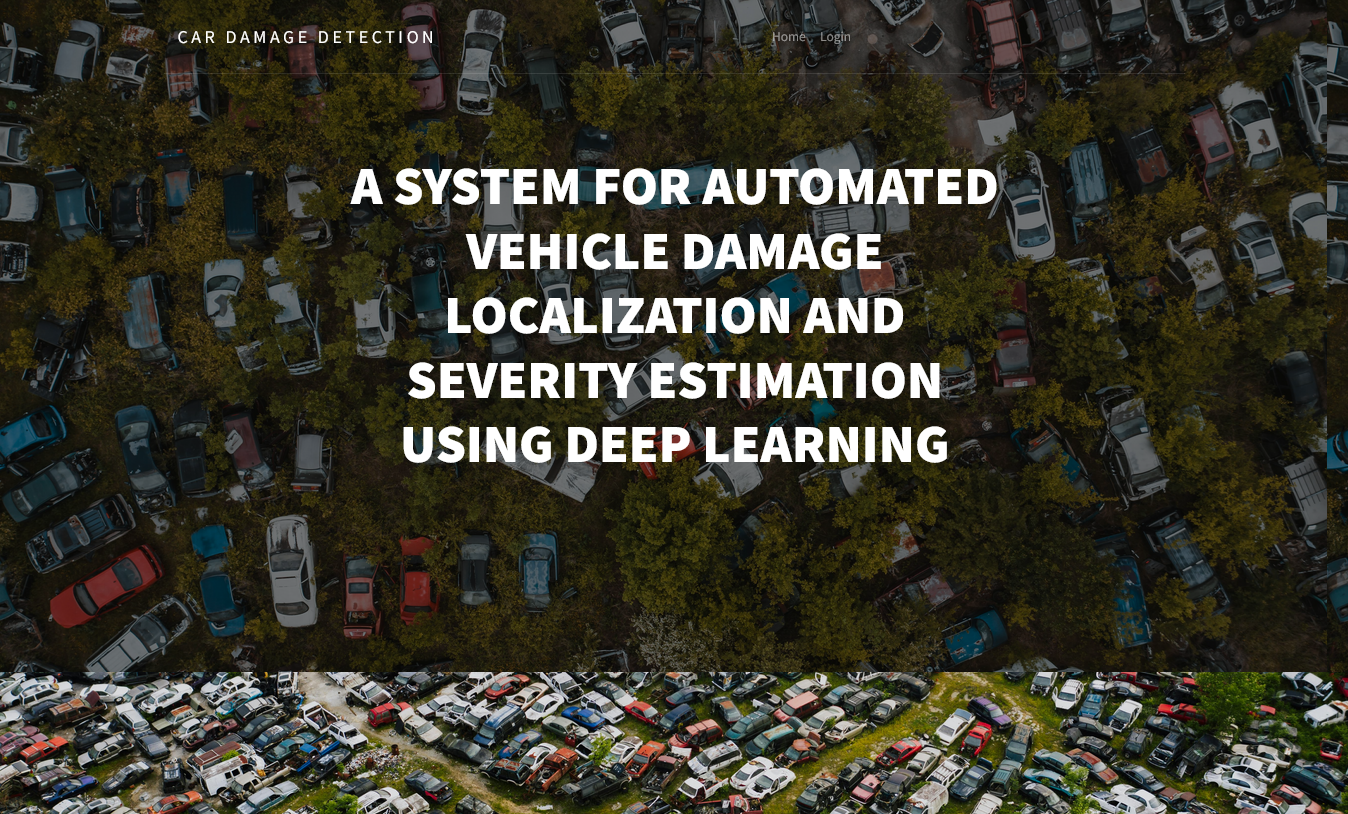 CAR DAMAGE DETECTION
Home Login
A SYSTEM FOR AUTOMATED
VEHICLE DAMAGE
LOCALIZATION AND
SEVERITY ESTIMATION
USING DEEP LEARNING